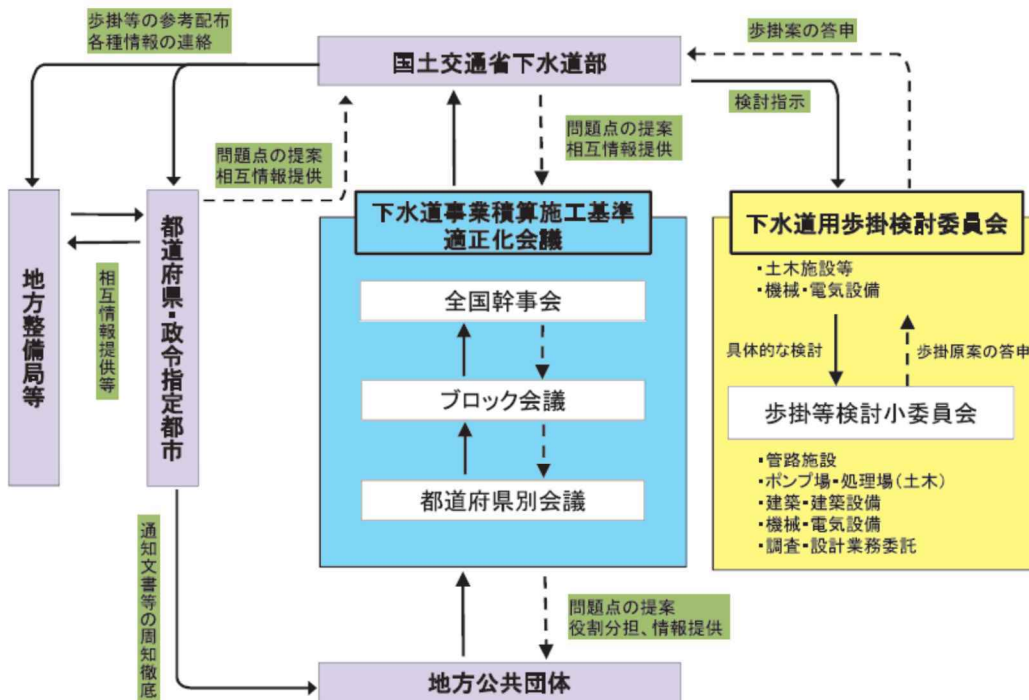 歩掛等の参考配布
各種情報の連絡
国土交通省下水道部
歩掛案の答申
検討指示
問題点の提案
相互情報提供
問題点の提案
相互情報提供
地方整備局等
相互情報提供等
都道府県・政令指定都市
下水道事業積算施工基準
適正化会議
全国幹事会
ブロック会議
都道府県別会議
下水道用歩掛検討委員会
・土木施設等
・機械・電気設備
具体的な検討
歩掛原案の答申
歩掛等検討小委員会
・管路施設
・ポンプ場・処理場（土木）
・建築・建築設備
・機械・電気設備
・調査・設計業務委託
通知文書等の周知徹底
問題点の提案
役割分担、情報提供
地方公共団体